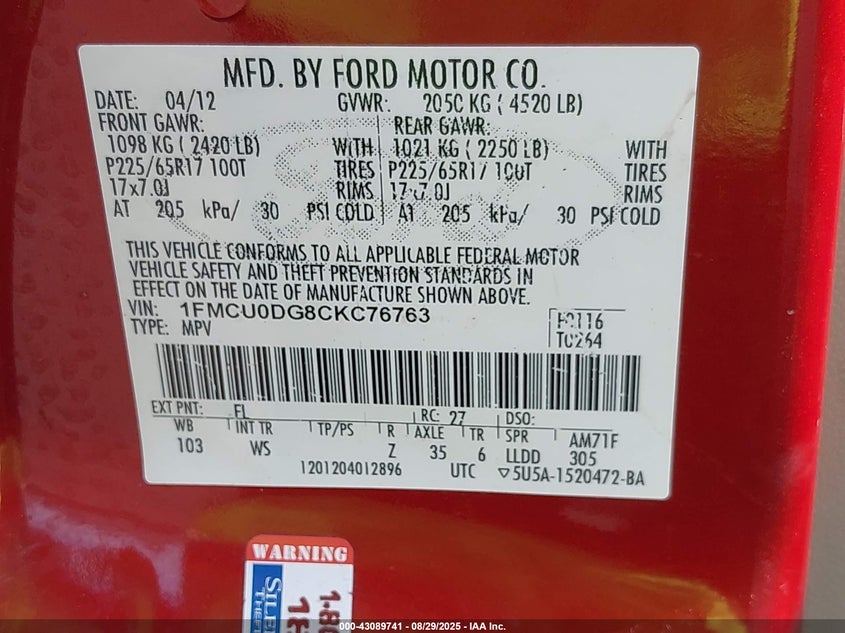 MFD. BY FORD MOTOR CO.
DATE: 04/12 GVWR: 2050 KG ( 4520 LB)
FRONT GAWR: REAR GAWR:
1098 KG ( 2420 LB) WITH 1021 KG ( 2250 LB) WITH
P225/65R17 100T TIRES P225/65R17 100T TIRES
17x7.0J RIMS 17x7.0J RIMS
AT 205 kPa/ 30 PSI COLD AT 205 kPa/ 30 PSI COLD
THIS VEHICLE CONFORMS TO ALL APPLICABLE FEDERAL MOTOR
VEHICLE SAFETY AND THEFT PREVENTION STANDARDS IN
EFFECT ON THE DATE OF MANUFACTURE SHOWN ABOVE.
VIN: 1FMCU0DG8CKC76763
TYPE: MPV
F0116
T0264
EXT PNT: FL RC: 27 DSO:
WB INT TR TP/PS R AXLE TR SPR AM71F
103 WS Z 35 6 LLDD 305
1201204012896 UTC ▽5U5A-1520472-BA
WARNING
000-43089741 - 08/29/2025 - IAA Inc.